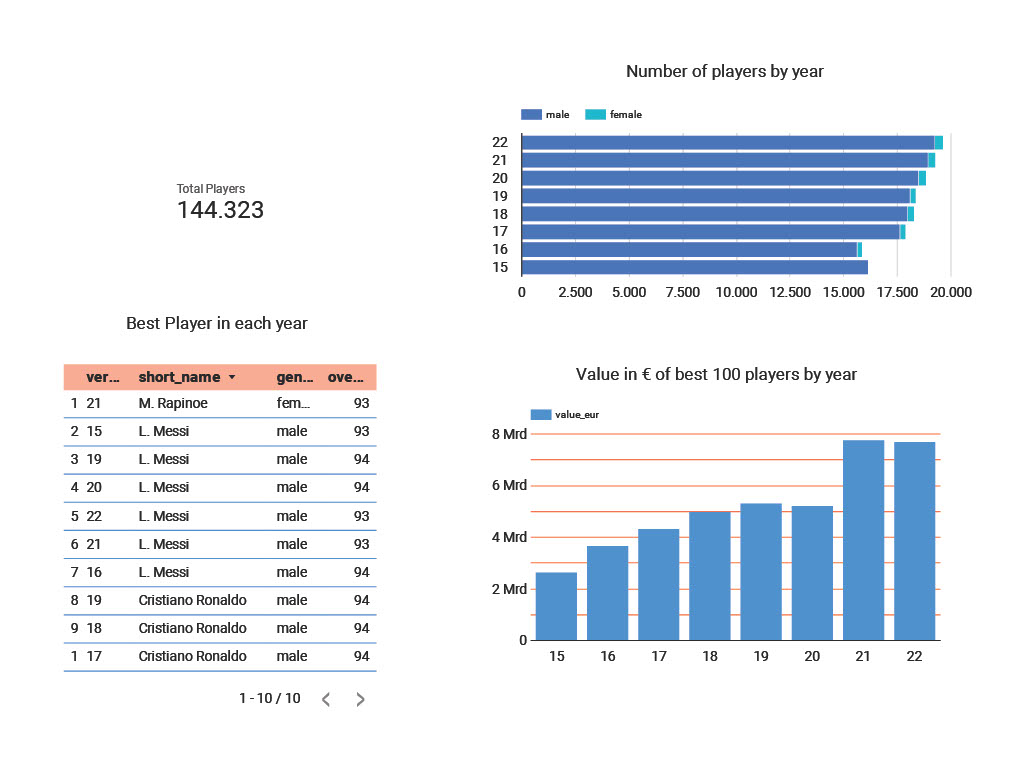 Total Players
144.323
Best Player in each year
ver... short_name gen... ove...
1 21 M. Rapinoe fem... 93
2 15 L. Messi male 93
3 19 L. Messi male 94
4 20 L. Messi male 94
5 22 L. Messi male 93
6 21 L. Messi male 93
7 16 L. Messi male 94
8 19 Cristiano Ronaldo male 94
9 18 Cristiano Ronaldo male 94
1 17 Cristiano Ronaldo male 94
1 - 10 / 10 < >
Number of players by year
male female
22
21
20
19
18
17
16
15
0 2.500 5.000 7.500 10.000 12.500 15.000 17.500 20.000
Value in € of best 100 players by year
value_eur
8 Mrd
6 Mrd
4 Mrd
2 Mrd
0
15 16 17 18 19 20 21 22